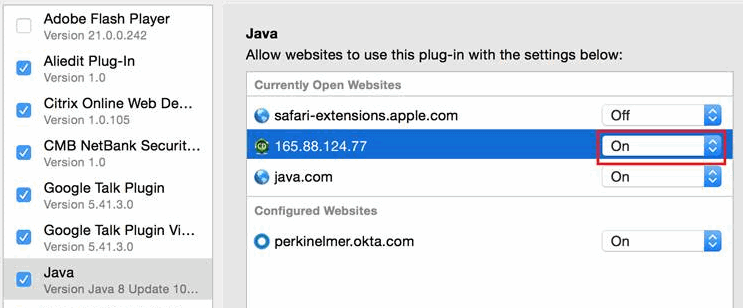 Adobe Flash Player
Version 21.0.0.242
Aliedit Plug-In
Version 1.0
Citrix Online Web De...
Version 1.0.105
CMB NetBank Securit...
Version 1.0
Google Talk Plugin
Version 5.41.3.0
Google Talk Plugin Vi...
Version 5.41.3.0
Java
Version Java 8 Update 10...
Java
Allow websites to use this plug-in with the settings below:
Currently Open Websites
safari-extensions.apple.com Off
165.88.124.77 On
java.com On
Configured Websites
perkinelmer.okta.com On